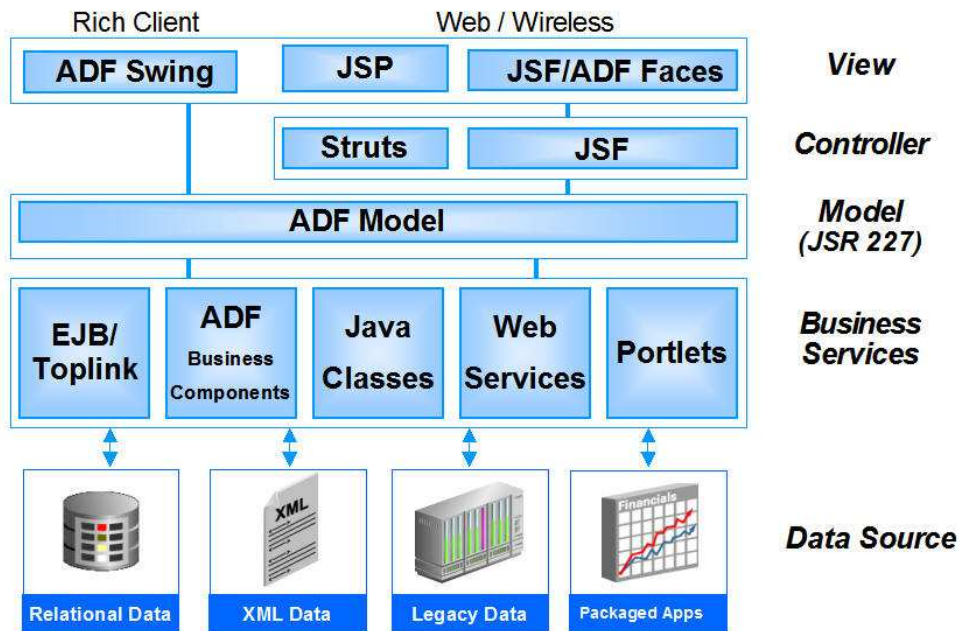 Rich Client
Web / Wireless
ADF Swing
JSP
JSF/ADF Faces
View
Struts
JSF
Controller
ADF Model
Model
(JSR 227)
EJB/
Toplink
ADF
Business
Components
Java
Classes
Web
Services
Portlets
Business
Services
XML
Financials
Data Source
Relational Data
XML Data
Legacy Data
Packaged Apps